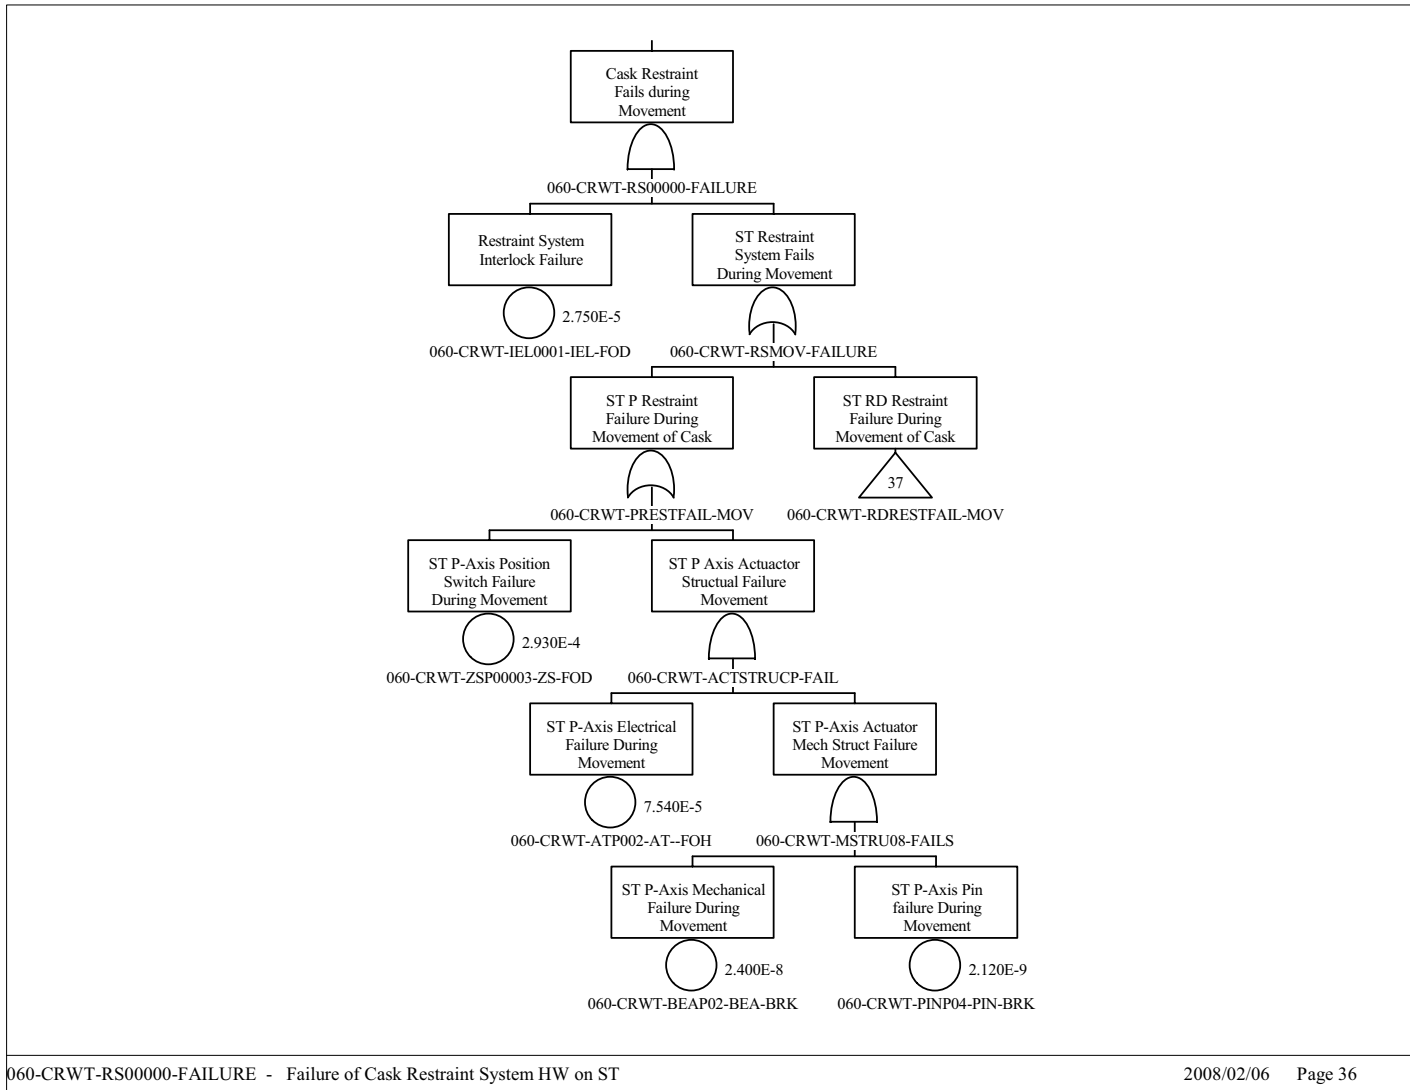 Cask Restraint
Fails during
Movement
060-CRWT-RS00000-FAILURE
Restraint System
Interlock Failure
2.750E-5
060-CRWT-IEL0001-IEL-FOD
ST Restraint
System Fails
During Movement
060-CRWT-RSMOV-FAILURE
ST P Restraint
Failure During
Movement of Cask
060-CRWT-PRESTFAIL-MOV
ST RD Restraint
Failure During
Movement of Cask
37
060-CRWT-RDRESTFAIL-MOV
ST P-Axis Position
Switch Failure
During Movement
2.930E-4
060-CRWT-ZSP00003-ZS-FOD
ST P Axis Actuactor
Structual Failure
Movement
060-CRWT-ACTSTRUCP-FAIL
ST P-Axis Electrical
Failure During
Movement
7.540E-5
060-CRWT-ATP002-AT--FOH
ST P-Axis Actuator
Mech Struct Failure
Movement
060-CRWT-MSTRU08-FAILS
ST P-Axis Mechanical
Failure During
Movement
2.400E-8
060-CRWT-BEAP02-BEA-BRK
ST P-Axis Pin
failure During
Movement
2.120E-9
060-CRWT-PINP04-PIN-BRK
060-CRWT-RS00000-FAILURE - Failure of Cask Restraint System HW on ST
2008/02/06 Page 36